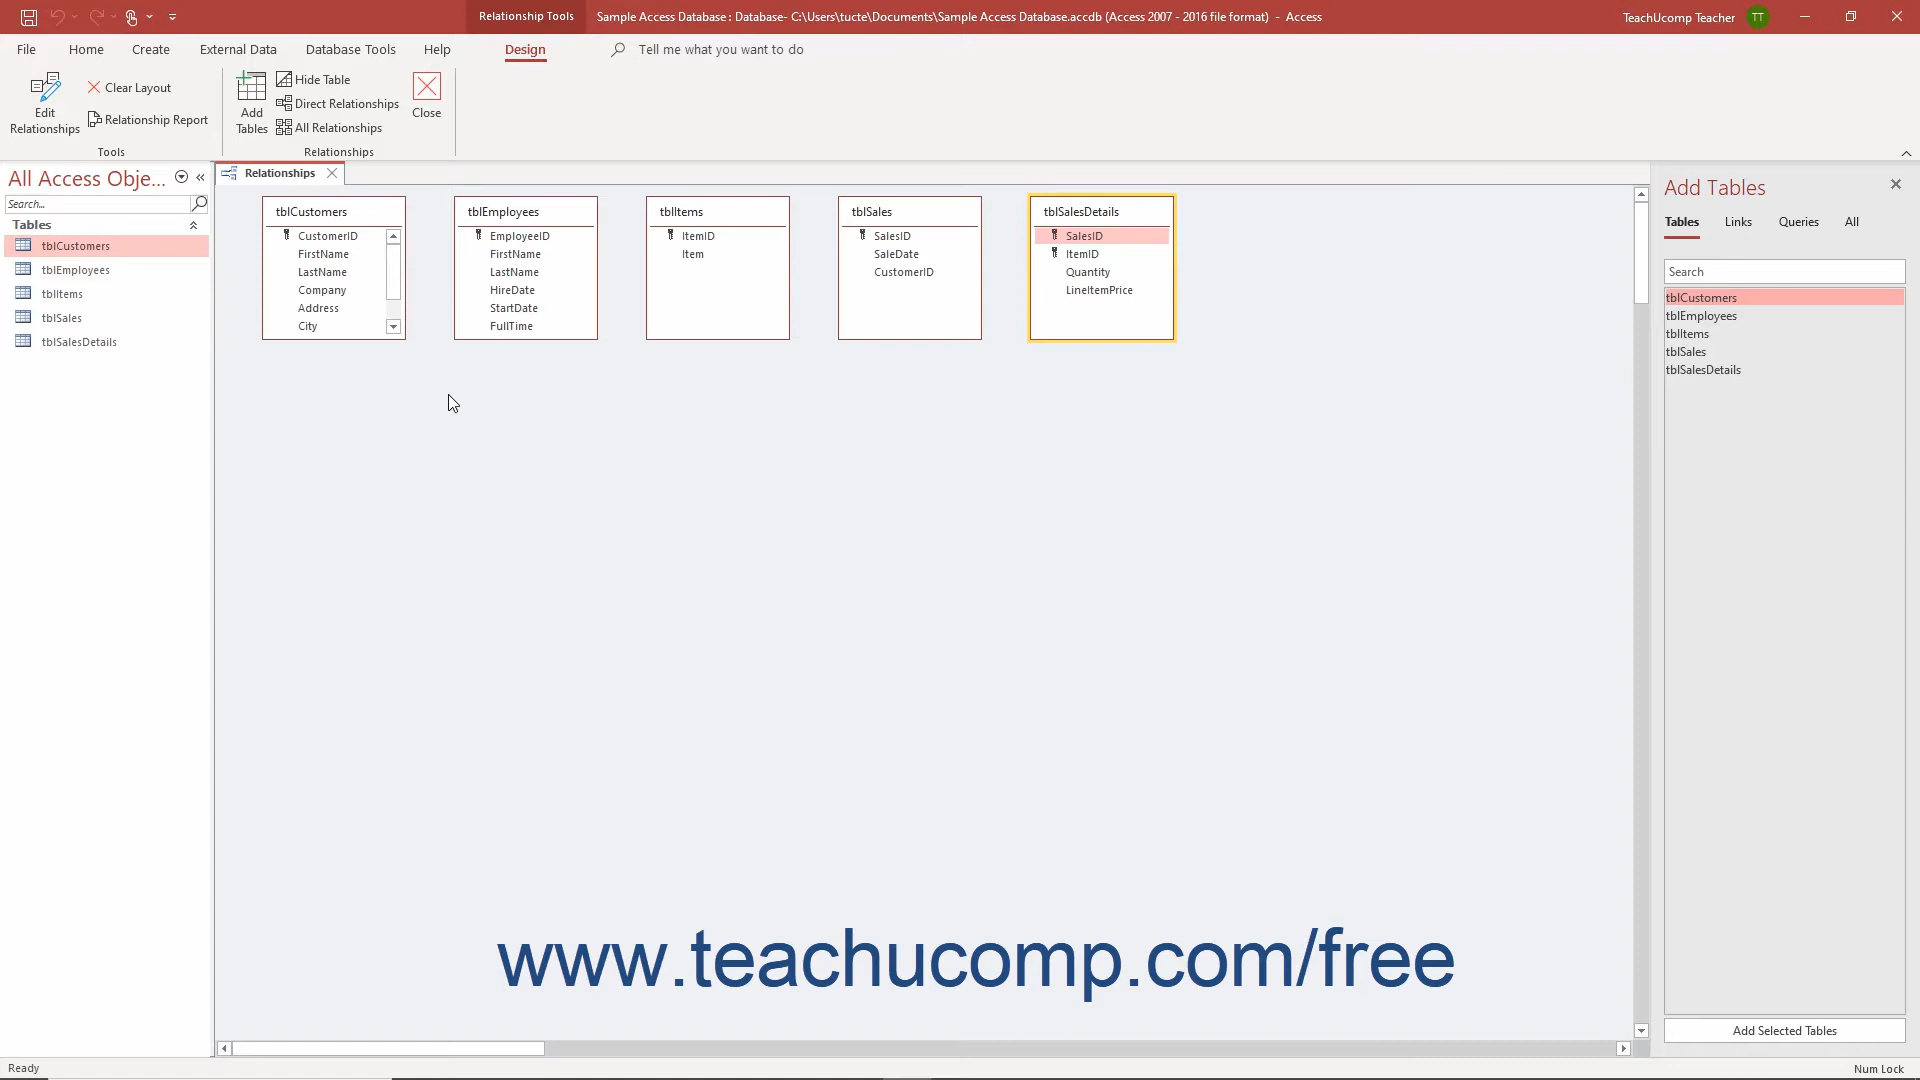 Relationship Tools
Sample Access Database : Database- C:\Users\tucte\Documents\Sample Access Database.accdb (Access 2007 - 2016 file format) - Access
TeachUcomp Teacher
TT
File
Home
Create
External Data
Database Tools
Help
Design
Tell me what you want to do
Edit
Relationships
Clear Layout
Relationship Report
Tools
Add
Tables
Hide Table
Direct Relationships
All Relationships
Close
Relationships
All Access Obje...
Search...
Tables
tblCustomers
tblEmployees
tblItems
tblSales
tblSalesDetails
Relationships
tblCustomers
CustomerID
FirstName
LastName
Company
Address
City
tblEmployees
EmployeeID
FirstName
LastName
HireDate
StartDate
FullTime
tblItems
ItemID
Item
tblSales
SalesID
SaleDate
CustomerID
tblSalesDetails
SalesID
ItemID
Quantity
LineItemPrice
Add Tables
Tables
Links
Queries
All
Search
tblCustomers
tblEmployees
tblItems
tblSales
tblSalesDetails
Add Selected Tables
www.teachucomp.com/free
Ready
Num Lock